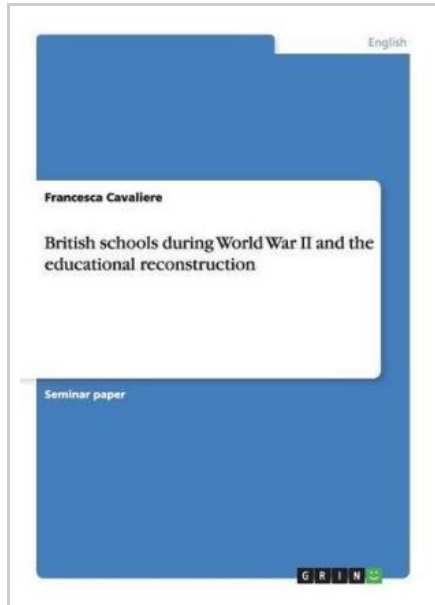 English
Francesca Cavaliere
British schools during World War II and the
educational reconstruction
Seminar paper
GRIN